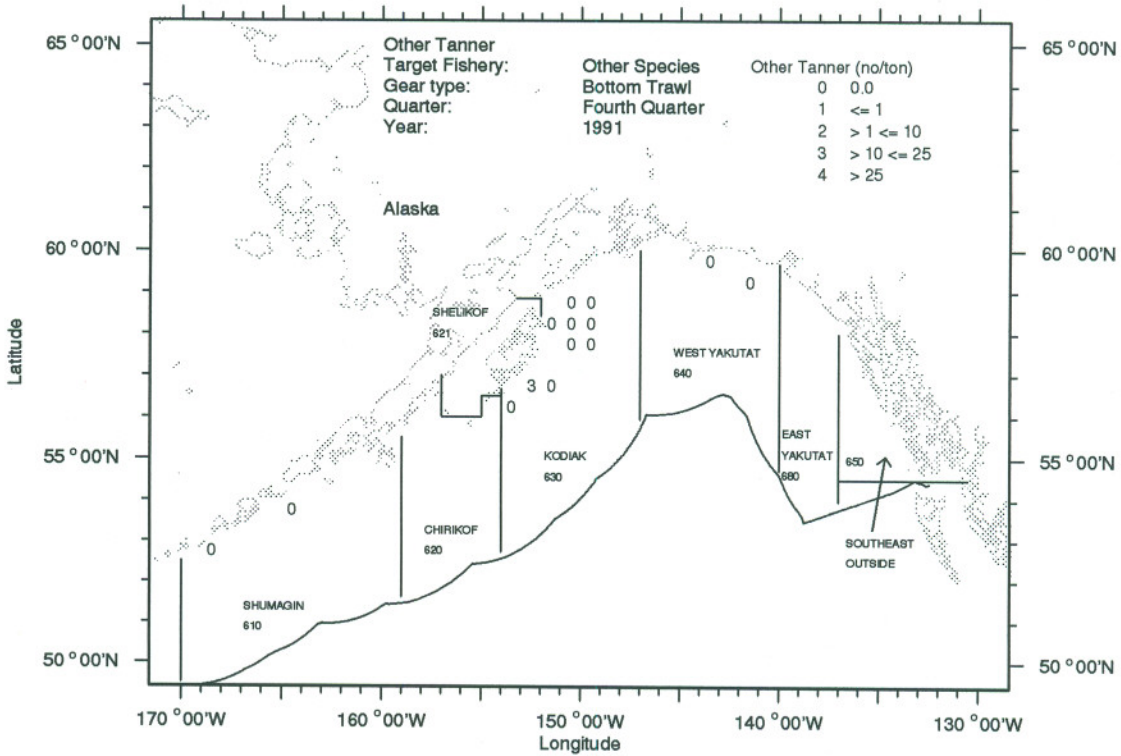 65 °00'N
65 °00'N
Other Tanner
Target Fishery: Other Species
Gear type: Bottom Trawl
Quarter: Fourth Quarter
Year: 1991
Other Tanner (no/ton)
0 0.0
1 <= 1
2 > 1 <= 10
3 > 10 <= 25
4 > 25
Alaska
60 °00'N
60 °00'N
0
0
SHELIKOF
621
0 0
0 0 0
0 0
3 0
0
WEST YAKUTAT
640
Latitude
55 °00'N
55 °00'N
KODIAK
630
EAST
YAKUTAT
680
650
0
0
CHIRIKOF
620
SOUTHEAST
OUTSIDE
SHUMAGIN
610
50 °00'N
50 °00'N
170 °00'W
160 °00'W
150 °00'W
140 °00'W
130 °00'W
Longitude